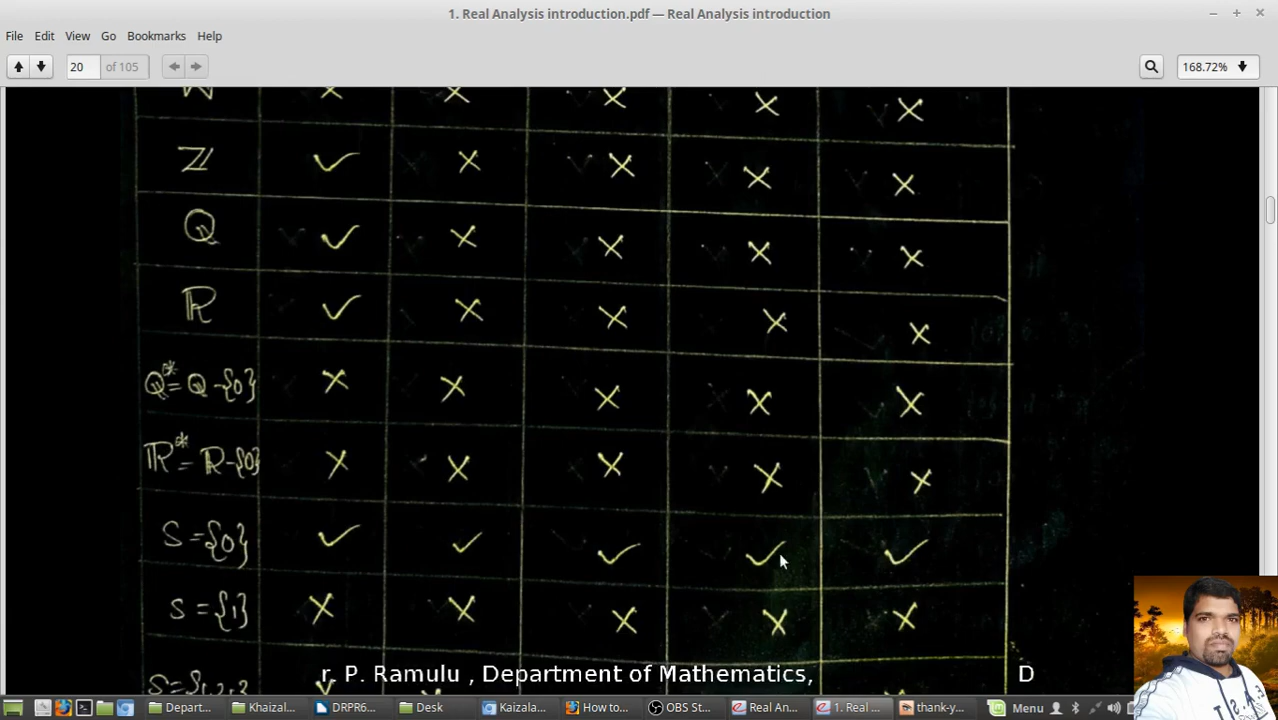 1. Real Analysis introduction.pdf — Real Analysis introduction
File Edit View Go Bookmarks Help
20 of 105 168.72%
Z ✓ × × × ×
Q ✓ × × × ×
R ✓ × × × ×
Q* = Q - {0} × × × × ×
R* = R - {0} × × × × ×
S = {0} ✓ ✓ ✓ ✓ ✓
S = {1} × × × × ×
r. P. Ramulu , Department of Mathematics, D
Depart... Khaizal... DRPR6... Desk Kaizala... How to... OBS St... Real An... 1. Real ... thank-y... Menu